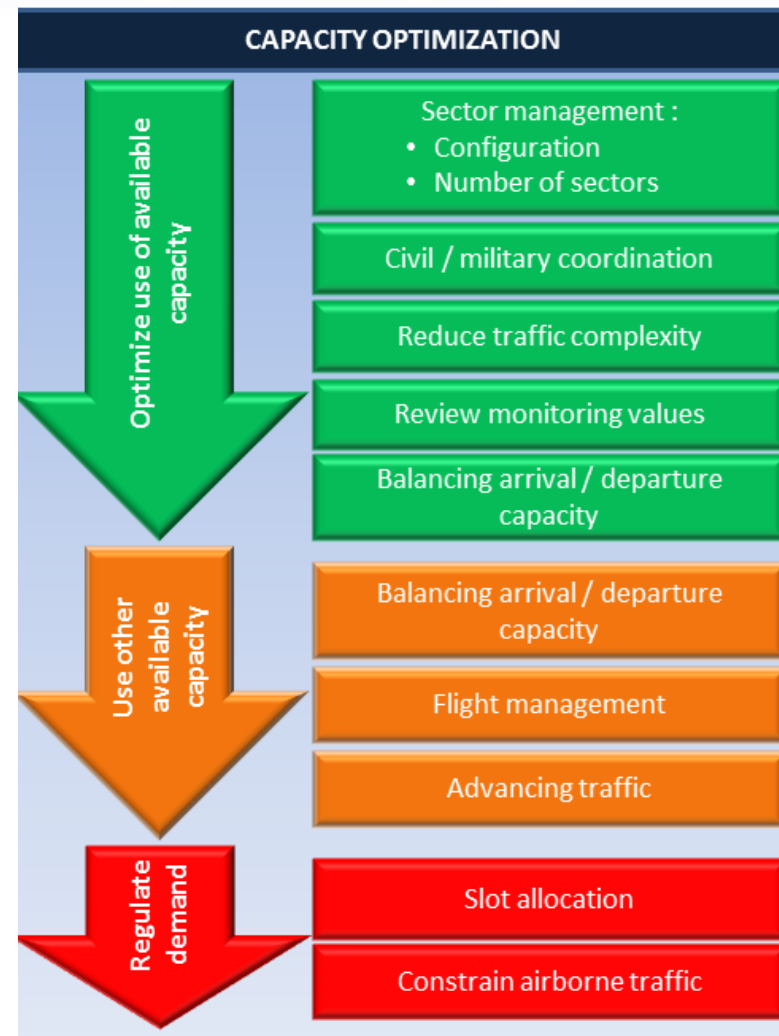 CAPACITY OPTIMIZATION
Optimize use of available
capacity
Sector management :
• Configuration
• Number of sectors
Civil / military coordination
Reduce traffic complexity
Review monitoring values
Balancing arrival / departure
capacity
Use other
available
capacity
Balancing arrival / departure
capacity
Flight management
Advancing traffic
Regulate
demand
Slot allocation
Constrain airborne traffic